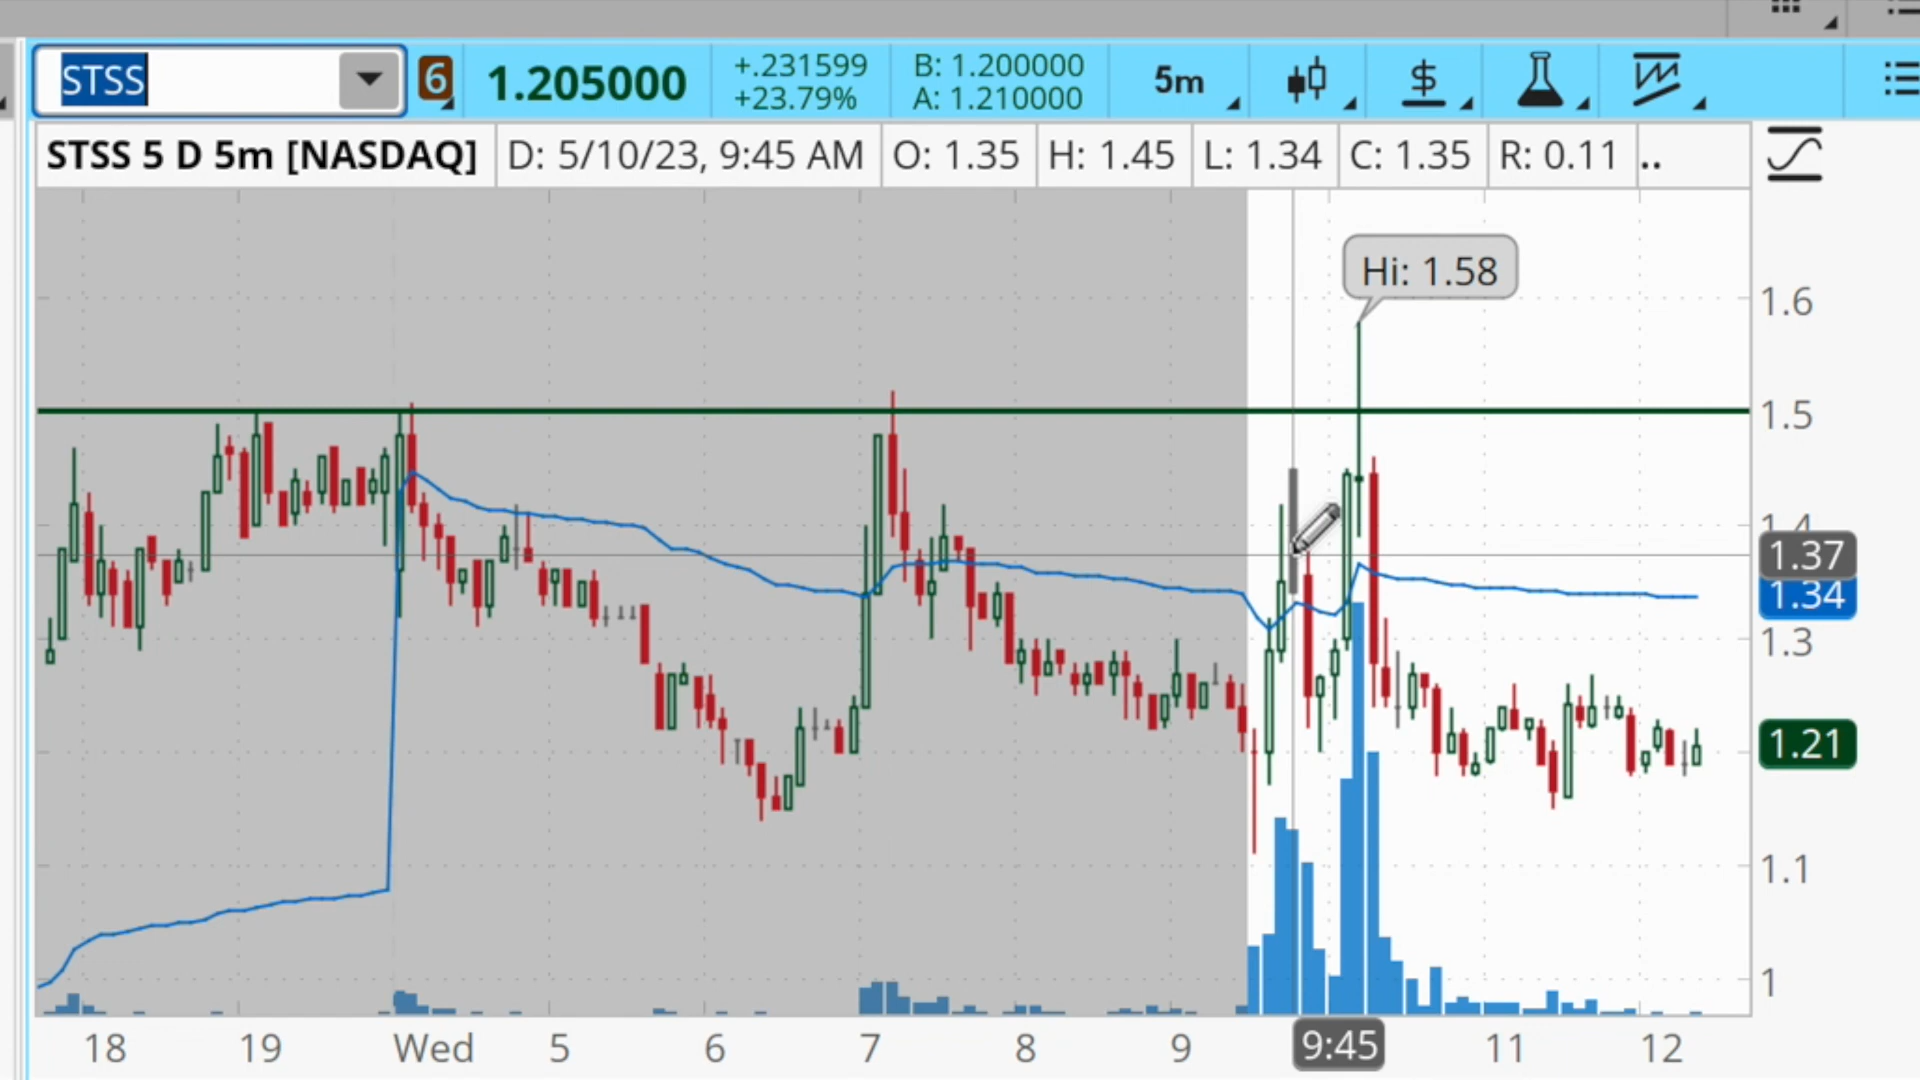 STSS
6
1.205000
+.231599
+23.79%
B: 1.200000
A: 1.210000
5m
$
STSS 5 D 5m [NASDAQ]
D: 5/10/23, 9:45 AM
O: 1.35
H: 1.45
L: 1.34
C: 1.35
R: 0.11
..
Hi: 1.58
1.6
1.5
1.4
1.37
1.34
1.3
1.21
1.1
1
18
19
Wed
5
6
7
8
9
9:45
11
12